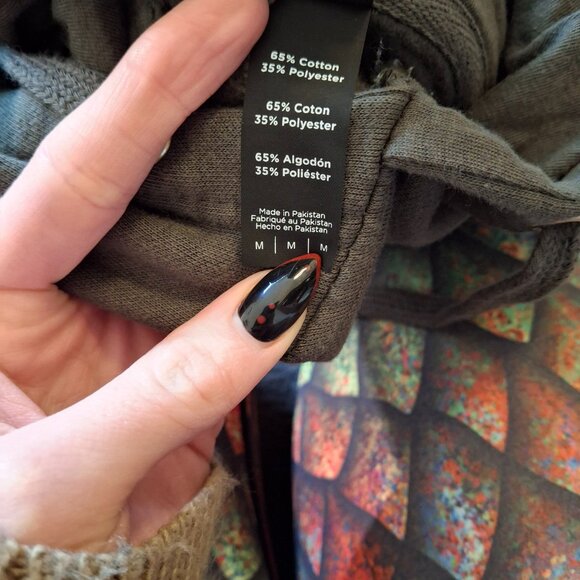 65% Cotton
35% Polyester
65% Coton
35% Polyester
65% Algodón
35% Poliéster
Made in Pakistan
Fabriqué au Pakistan
Hecho en Pakistan
M | M | M